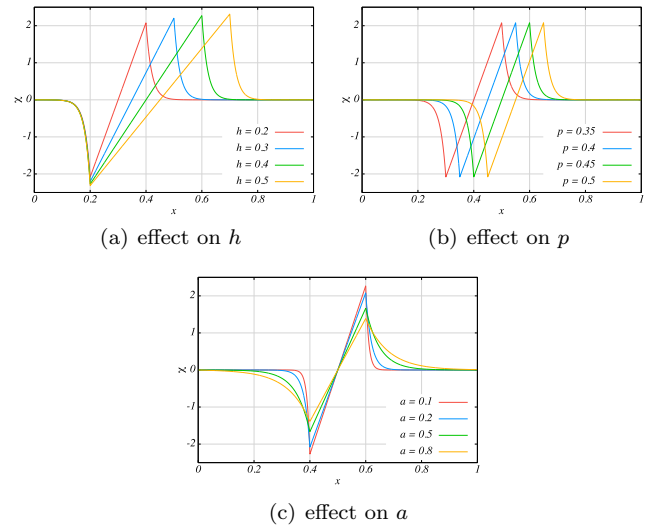 2
1
0
-1
-2
χ
0
0.2
0.4
0.6
0.8
1
x
h = 0.2
h = 0.3
h = 0.4
h = 0.5
(a) effect on h
2
1
0
-1
-2
χ
0
0.2
0.4
0.6
0.8
1
x
p = 0.35
p = 0.4
p = 0.45
p = 0.5
(b) effect on p
2
1
0
-1
-2
χ
0
0.2
0.4
0.6
0.8
1
x
a = 0.1
a = 0.2
a = 0.5
a = 0.8
(c) effect on a